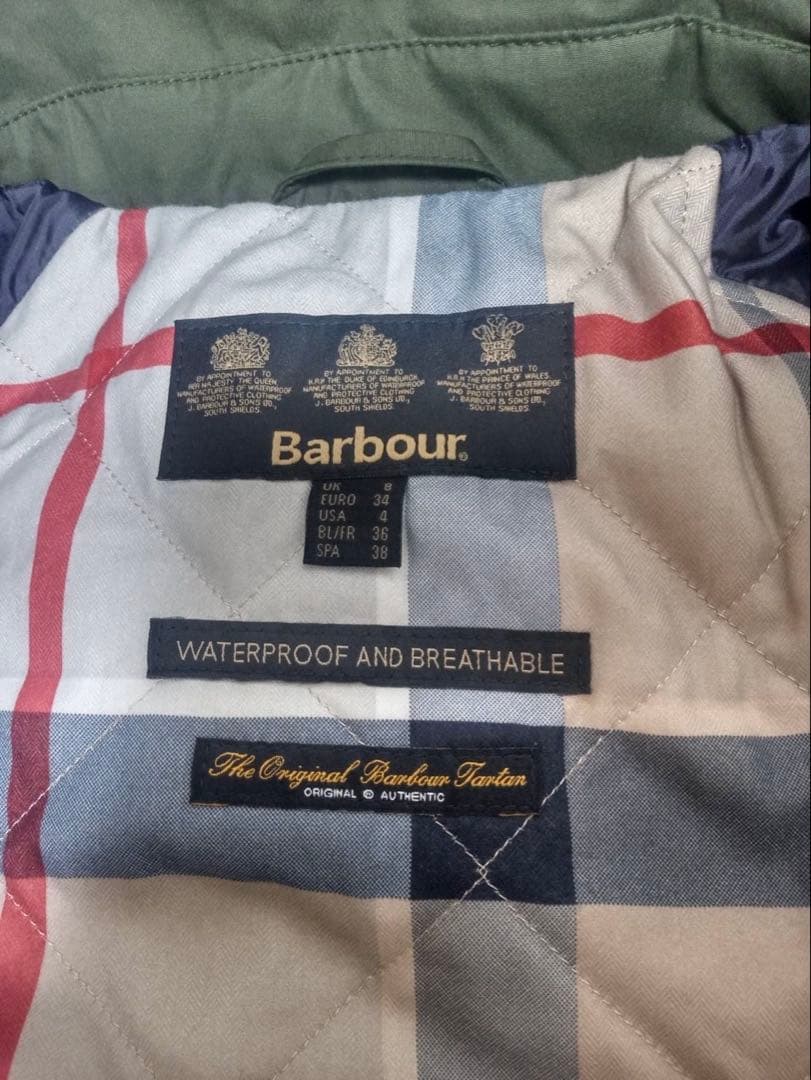 BY APPOINTMENT TO
HER MAJESTY THE QUEEN
MANUFACTURERS OF WATERPROOF
AND PROTECTIVE CLOTHING
J. BARBOUR & SONS LTD.,
SOUTH SHIELDS.
BY APPOINTMENT TO
H.R.H THE DUKE OF EDINBURGH
MANUFACTURERS OF WATERPROOF
AND PROTECTIVE CLOTHING
J. BARBOUR & SONS LTD.,
SOUTH SHIELDS.
BY APPOINTMENT TO
H.R.H THE PRINCE OF WALES
MANUFACTURERS OF WATERPROOF
AND PROTECTIVE CLOTHING
J. BARBOUR & SONS LTD.,
SOUTH SHIELDS.
Barbour®
UK 8
EURO 34
USA 4
BL/FR 36
SPA 38
WATERPROOF AND BREATHABLE
The Original Barbour Tartan
ORIGINAL © AUTHENTIC